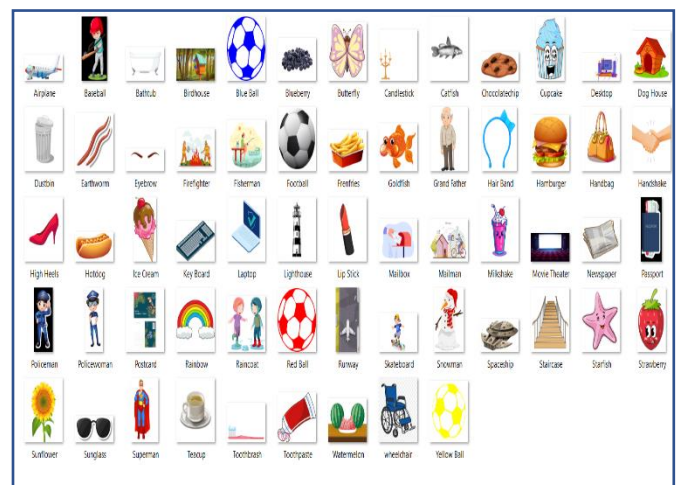 Airplane Baseball Bathtub Birdhouse Blue Ball Blueberry Butterfly Candlestick Catfish Chocolatechip Cupcake Desktop Dog House
Dustbin Earthworm Eyebrow Firefighter Fisherman Football Frenfries Goldfish Grand Father Hair Band Hamburger Handbag Handshake
High Heels Hotdog Ice Cream Key Board Laptop Lighthouse Lip Stick Mailbox Mailman Milkshake Movie Theater Newspaper Passport
Policeman Policewoman Postcard Rainbow Raincoat Red Ball Runway Skateboard Snowman Spaceship Staircase Starfish Strawberry
Sunflower Sunglass Superman Teacup Toothbrash Toothpaste Watermelon wheelchair Yellow Ball